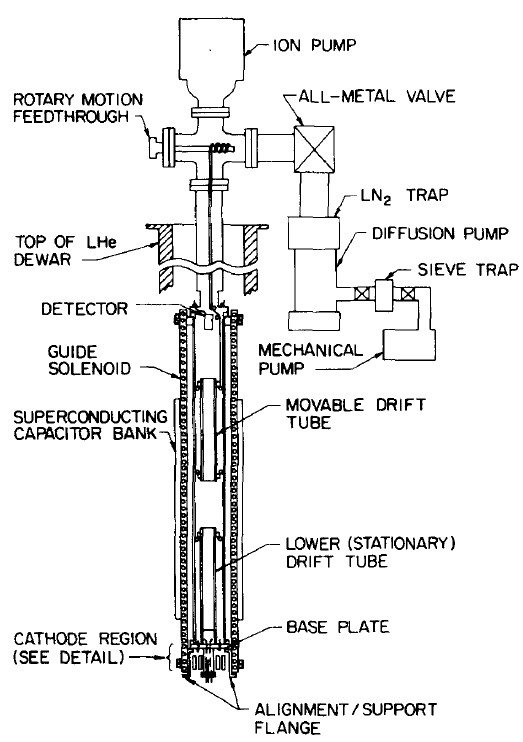 ION PUMP
ROTARY MOTION
FEEDTHROUGH
ALL-METAL VALVE
LN₂ TRAP
DIFFUSION PUMP
SIEVE TRAP
TOP OF LHe
DEWAR
DETECTOR
MECHANICAL
PUMP
GUIDE
SOLENOID
SUPERCONDUCTING
CAPACITOR BANK
MOVABLE DRIFT
TUBE
LOWER (STATIONARY)
DRIFT TUBE
BASE PLATE
CATHODE REGION
(SEE DETAIL)
ALIGNMENT/SUPPORT
FLANGE